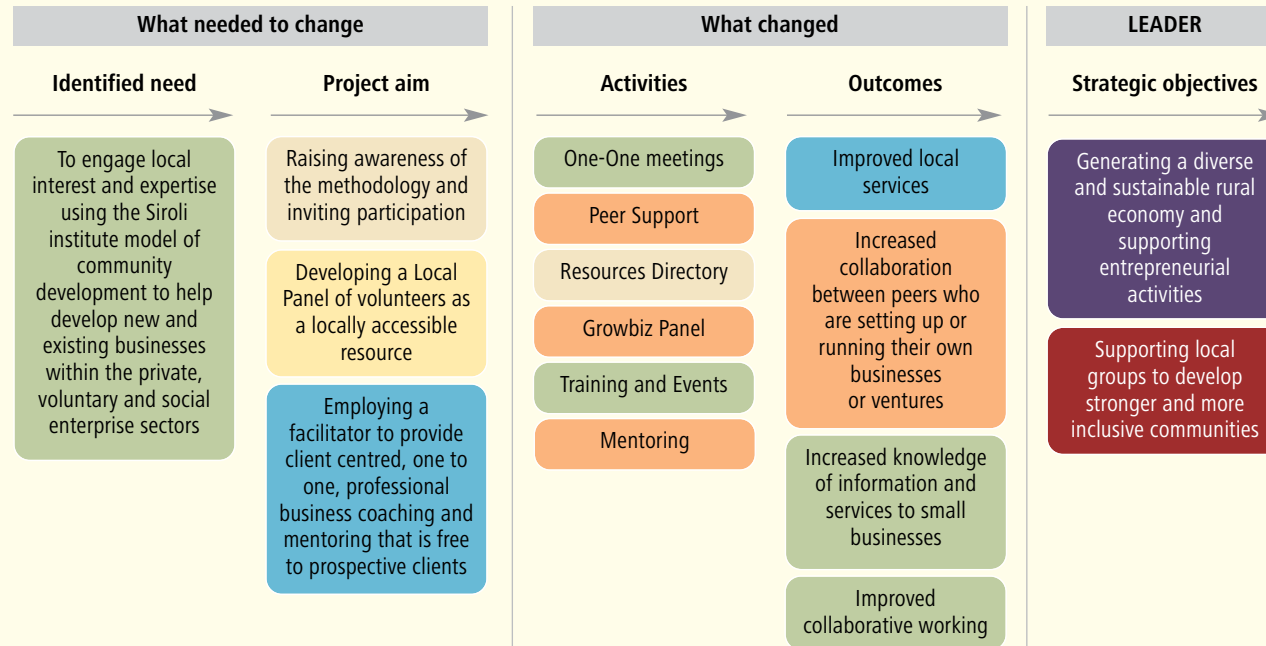 What needed to change
What changed
LEADER
Identified need
Project aim
Activities
Outcomes
Strategic objectives
To engage local
interest and expertise
using the Siroli
institute model of
community
development to help
develop new and
existing businesses
within the private,
voluntary and social
enterprise sectors
Raising awareness of
the methodology and
inviting participation
Developing a Local
Panel of volunteers as
a locally accessible
resource
Employing a
facilitator to provide
client centred, one to
one, professional
business coaching and
mentoring that is free
to prospective clients
One-One meetings
Peer Support
Resources Directory
Growbiz Panel
Training and Events
Mentoring
Improved local
services
Increased
collaboration
between peers who
are setting up or
running their own
businesses
or ventures
Increased knowledge
of information and
services to small
businesses
Improved
collaborative working
Generating a diverse
and sustainable rural
economy and
supporting
entrepreneurial
activities
Supporting local
groups to develop
stronger and more
inclusive communities